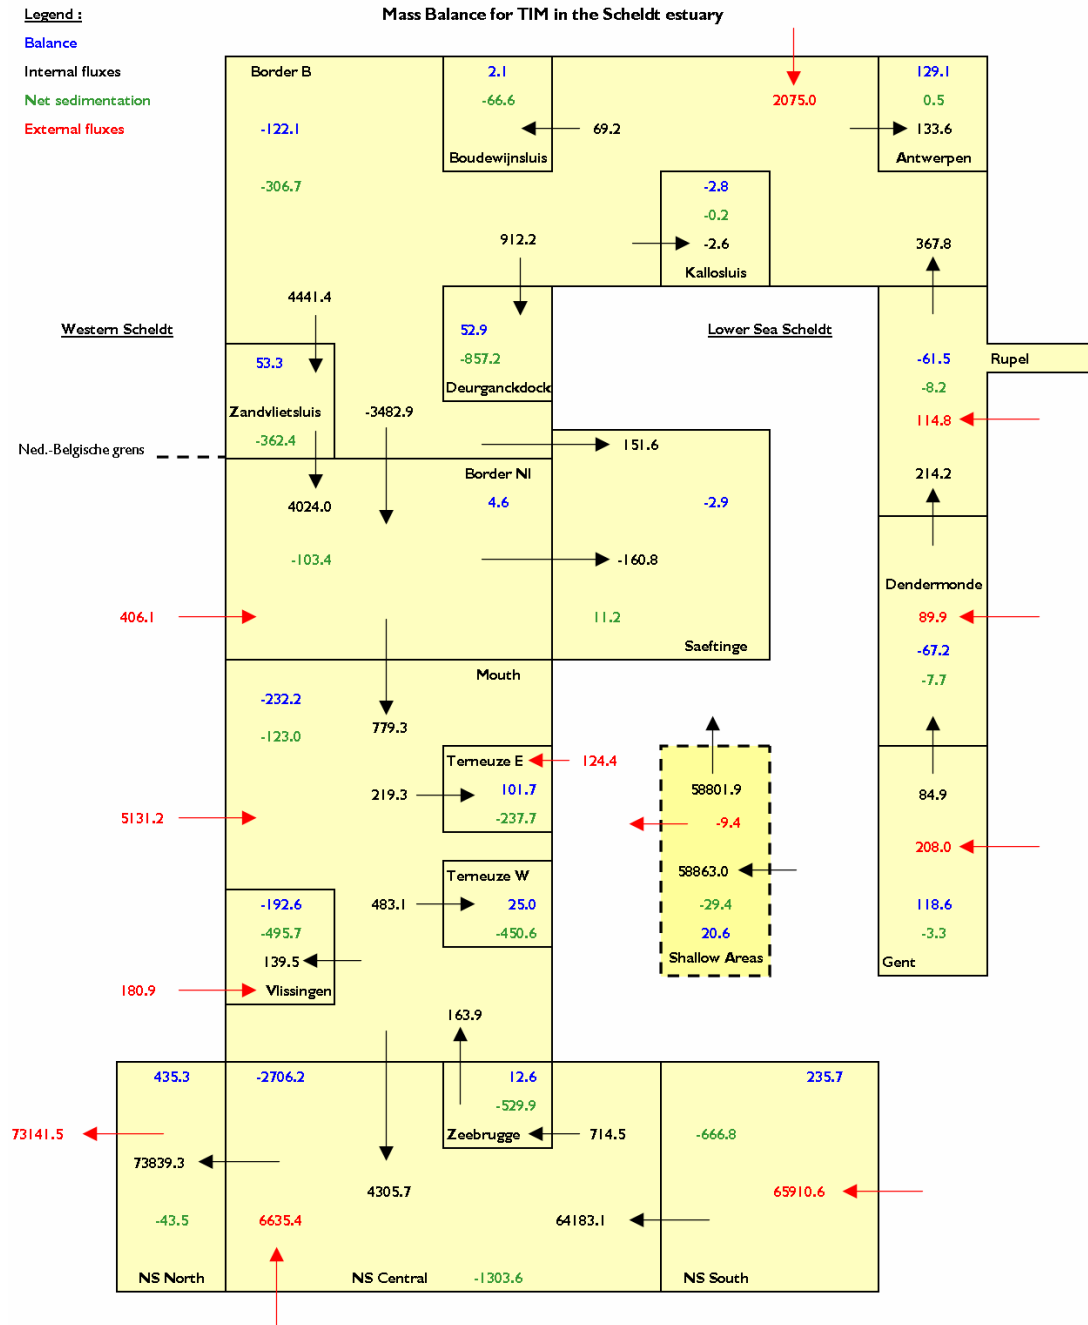 Legend :
Mass Balance for TIM in the Scheldt estuary
Balance
Internal fluxes
Net sedimentation
External fluxes
Border B
2.1
129.1
-66.6
2075.0
0.5
-122.1
69.2
133.6
Boudewijnsluis
Antwerpen
-306.7
-2.8
-0.2
912.2
-2.6
367.8
Kallosluis
4441.4
Western Scheldt
52.9
Lower Sea Scheldt
53.3
-857.2
-61.5
Rupel
Deurganckdock
-8.2
Zandvlietsluis
-3482.9
114.8
-362.4
151.6
Ned.-Belgische grens
Border Nl
214.2
4024.0
4.6
-2.9
-103.4
-160.8
Dendermonde
406.1
11.2
89.9
Saeftinge
-67.2
Mouth
-7.7
-232.2
779.3
-123.0
Terneuze E
124.4
219.3
101.7
58801.9
84.9
5131.2
-237.7
-9.4
208.0
Terneuze W
58863.0
-192.6
483.1
25.0
-29.4
118.6
-495.7
-450.6
20.6
-3.3
139.5
Shallow Areas
Gent
180.9
Vlissingen
163.9
435.3
-2706.2
12.6
235.7
-529.9
73141.5
Zeebrugge
714.5
-666.8
73839.3
4305.7
65910.6
-43.5
6635.4
64183.1
NS North
NS Central
-1303.6
NS South